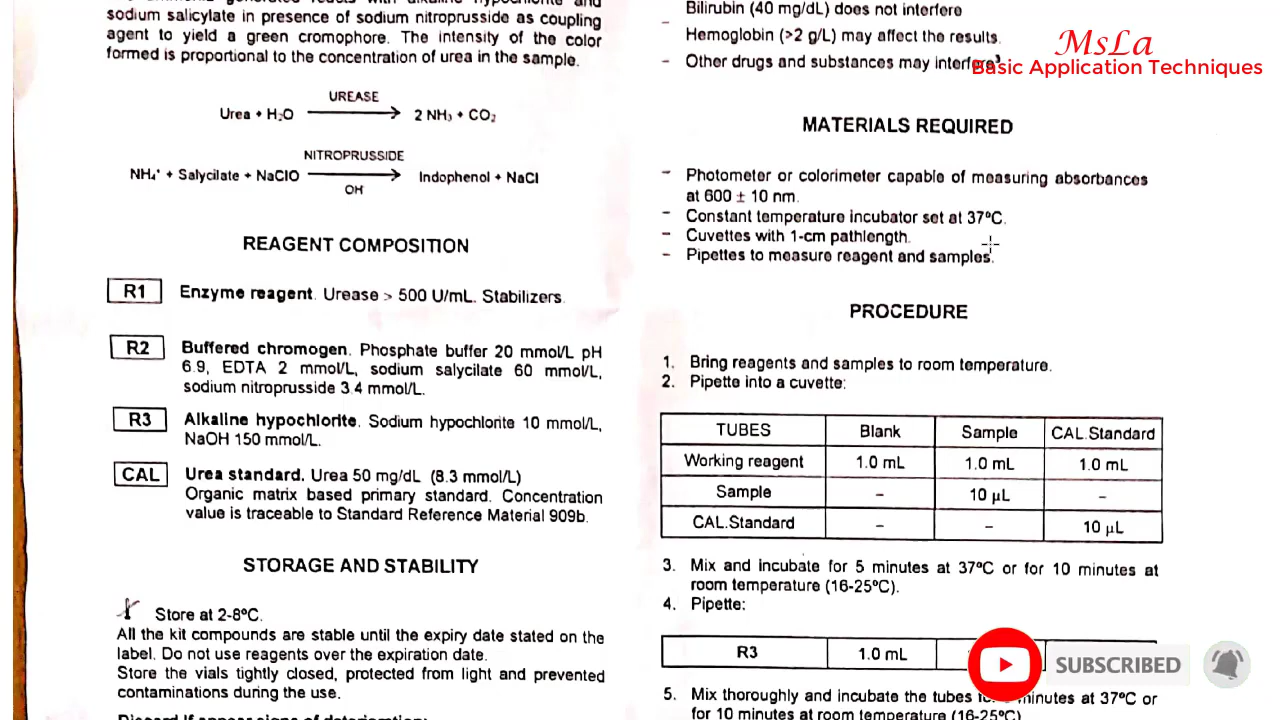 sodium salicylate in presence of sodium nitroprusside as coupling
agent to yield a green cromophore. The intensity of the color
formed is proportional to the concentration of urea in the sample.
UREASE
Urea + H₂O 2 NH₃ + CO₂
NITROPRUSSIDE
NH₄⁺ + Salycilate + NaClO Indophenol + NaCl
OH
REAGENT COMPOSITION
R1 Enzyme reagent. Urease > 500 U/mL. Stabilizers.
R2 Buffered chromogen. Phosphate buffer 20 mmol/L pH
6.9, EDTA 2 mmol/L, sodium salycilate 60 mmol/L,
sodium nitroprusside 3.4 mmol/L.
R3 Alkaline hypochlorite. Sodium hypochlorite 10 mmol/L,
NaOH 150 mmol/L.
CAL Urea standard. Urea 50 mg/dL (8.3 mmol/L)
Organic matrix based primary standard. Concentration
value is traceable to Standard Reference Material 909b.
STORAGE AND STABILITY
Store at 2-8ºC.
All the kit compounds are stable until the expiry date stated on the
label. Do not use reagents over the expiration date.
Store the vials tightly closed, protected from light and prevented
contaminations during the use.
Discard if appear signs of deterioration:
Bilirubin (40 mg/dL) does not interfere
- Hemoglobin (>2 g/L) may affect the results.
- Other drugs and substances may interfere³.
MsLa
Basic Application Techniques
MATERIALS REQUIRED
- Photometer or colorimeter capable of measuring absorbances
at 600 ± 10 nm.
- Constant temperature incubator set at 37ºC.
- Cuvettes with 1-cm pathlength.
- Pipettes to measure reagent and samples.
PROCEDURE
1. Bring reagents and samples to room temperature.
2. Pipette into a cuvette:
TUBES Blank Sample CAL.Standard
Working reagent 1.0 mL 1.0 mL 1.0 mL
Sample – 10 µL –
CAL.Standard – – 10 µL
3. Mix and incubate for 5 minutes at 37ºC or for 10 minutes at
room temperature (16-25ºC).
4. Pipette:
R3 1.0 mL
SUBSCRIBED
5. Mix thoroughly and incubate the tubes minutes at 37ºC or
for 10 minutes at room temperature (16-25ºC)